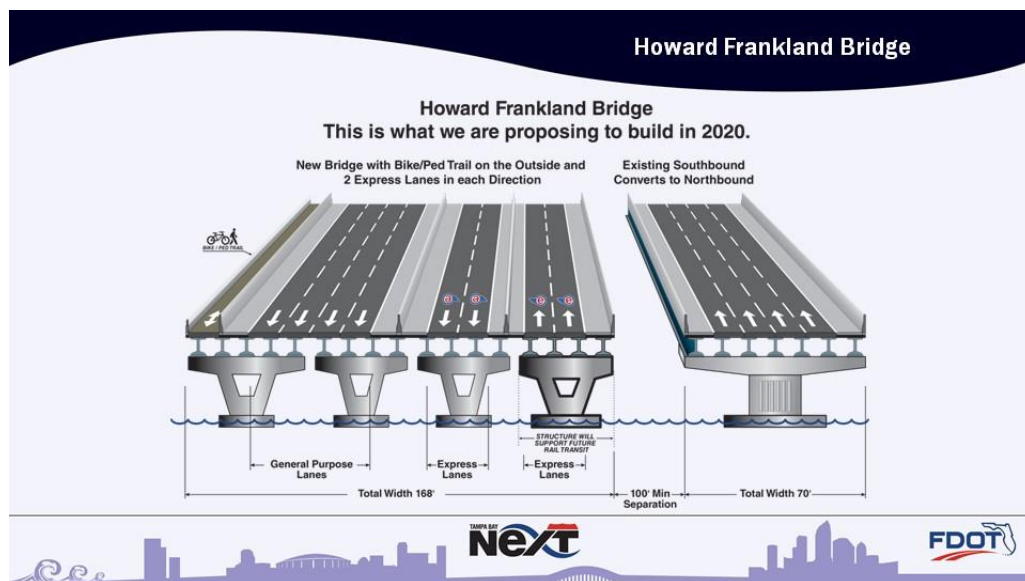 Howard Frankland Bridge
Howard Frankland Bridge
This is what we are proposing to build in 2020.
New Bridge with Bike/Ped Trail on the Outside and
2 Express Lanes in each Direction
Existing Southbound
Converts to Northbound
BIKE / PED TRAIL
STRUCTURE WILL
SUPPORT FUTURE
RAIL TRANSIT
General Purpose
Lanes
Express
Lanes
Express
Lanes
Total Width 168'
100' Min
Separation
Total Width 70'
TAMPA BAY
NEXT
FDOT